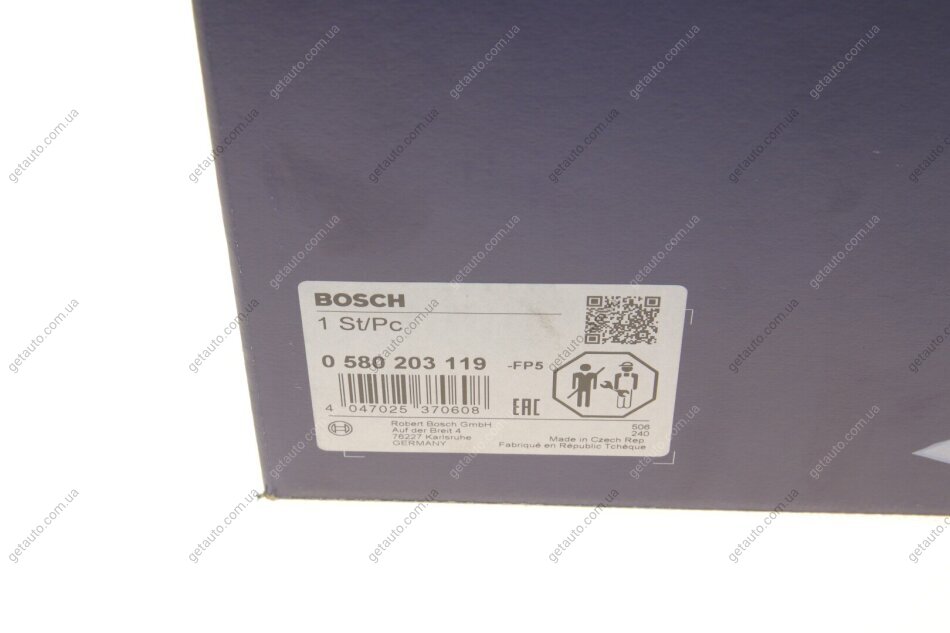 BOSCH
1 St/Pc.
0 580 203 119 -FP5
4 047025 370608
EAC
Robert Bosch GmbH
Auf der Breit 4
76227 Karlsruhe
GERMANY
506
240
Made in Czech Rep.
Fabriqué en République Tchèque
getauto.com.ua